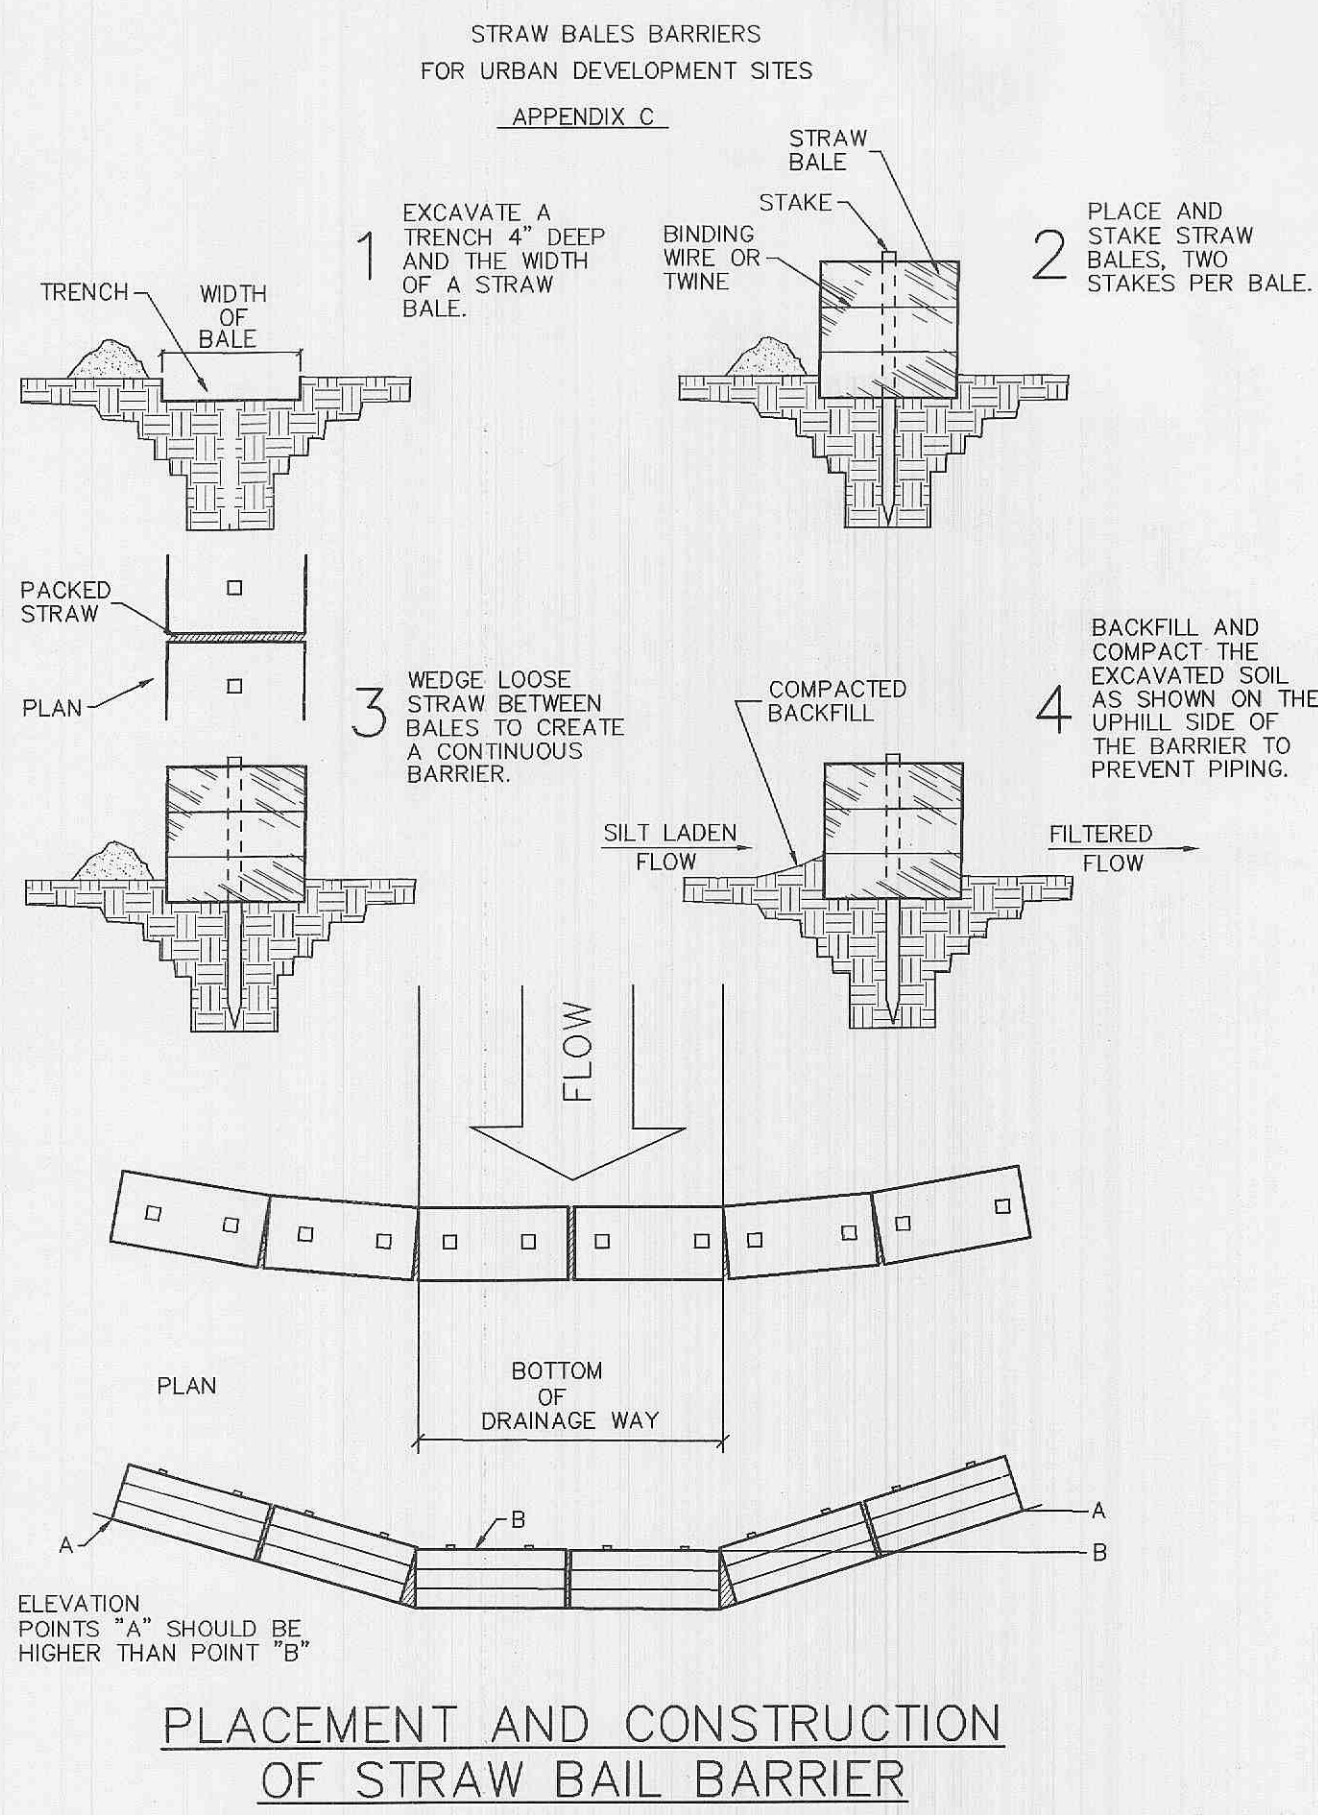 STRAW BALES BARRIERS
FOR URBAN DEVELOPMENT SITES
APPENDIX C
1
EXCAVATE A
TRENCH 4" DEEP
AND THE WIDTH
OF A STRAW
BALE.
TRENCH
WIDTH
OF
BALE
STRAW
BALE
STAKE
BINDING
WIRE OR
TWINE
2
PLACE AND
STAKE STRAW
BALES, TWO
STAKES PER BALE.
PACKED
STRAW
PLAN
3
WEDGE LOOSE
STRAW BETWEEN
BALES TO CREATE
A CONTINUOUS
BARRIER.
COMPACTED
BACKFILL
4
BACKFILL AND
COMPACT THE
EXCAVATED SOIL
AS SHOWN ON THE
UPHILL SIDE OF
THE BARRIER TO
PREVENT PIPING.
SILT LADEN
FLOW
FILTERED
FLOW
FLOW
PLAN
BOTTOM
OF
DRAINAGE WAY
A
B
A
B
ELEVATION
POINTS "A" SHOULD BE
HIGHER THAN POINT "B"
PLACEMENT AND CONSTRUCTION
OF STRAW BAIL BARRIER